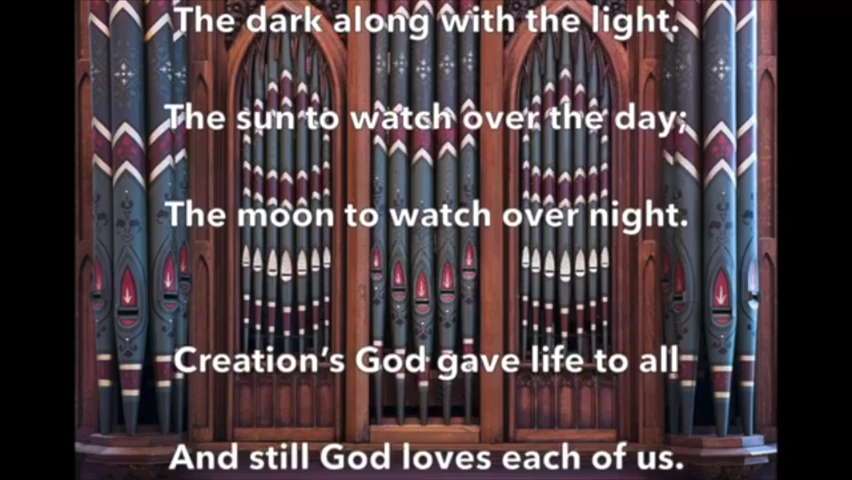 The dark along with the light.
The sun to watch over the day;
The moon to watch over night.
Creation's God gave life to all
And still God loves each of us.